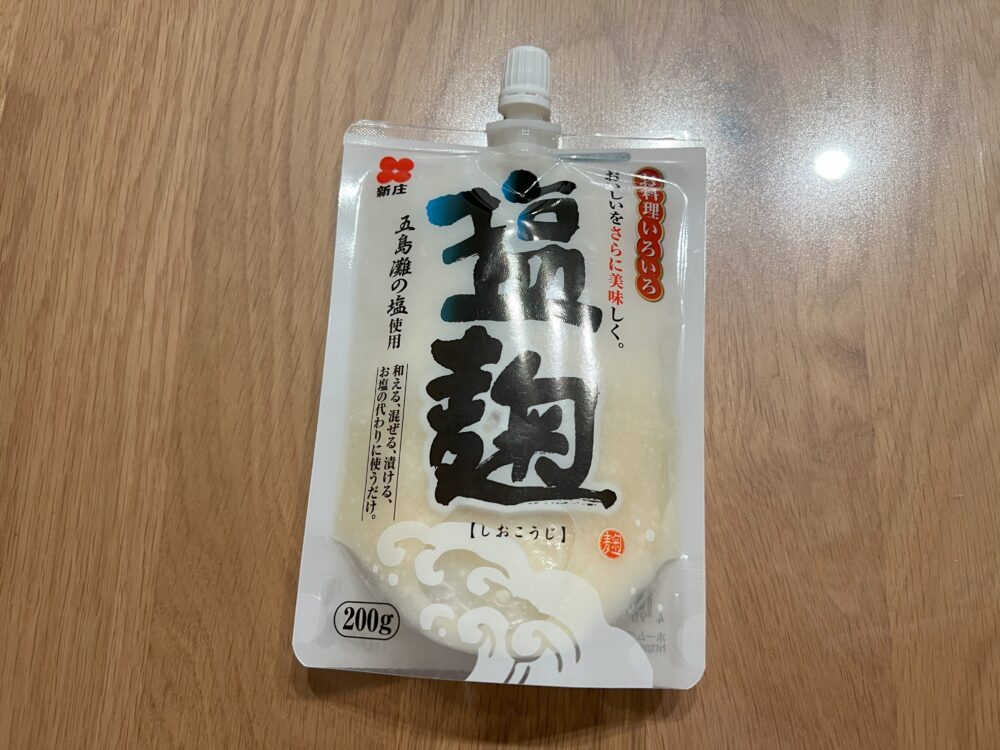 お料理いろいろ
おいしいをさらに美味しく。
塩麹
【しおこうじ】
新庄
五島灘の塩使用
和える、混ぜる、漬ける、
お塩の代わりに使うだけ。
麹
200g